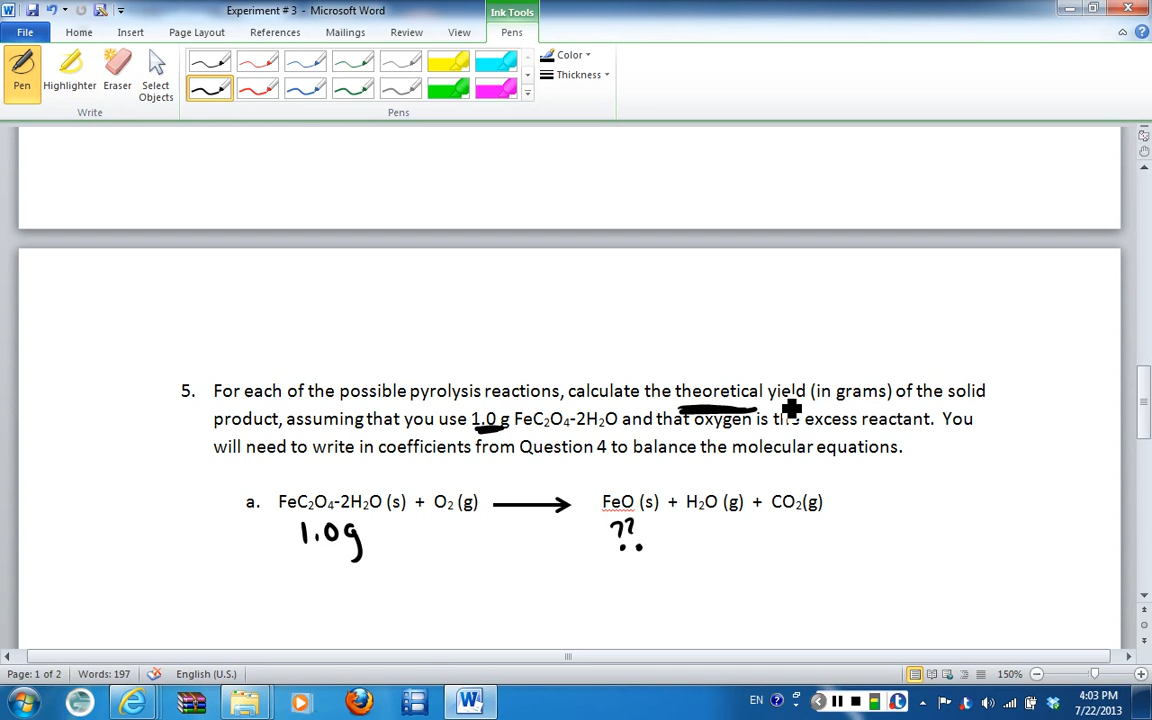 Experiment # 3 - Microsoft Word
Ink Tools
File Home Insert Page Layout References Mailings Review View Pens
Pen Highlighter Eraser Select Objects
Color
Thickness
Write Pens
5. For each of the possible pyrolysis reactions, calculate the theoretical yield (in grams) of the solid
product, assuming that you use 1.0 g FeC₂O₄-2H₂O and that oxygen is the excess reactant. You
will need to write in coefficients from Question 4 to balance the molecular equations.
a. FeC₂O₄-2H₂O (s) + O₂ (g) ⟶ FeO (s) + H₂O (g) + CO₂(g)
1.0g ??
Page: 1 of 2 Words: 197 English (U.S.) 150%
EN 4:03 PM
7/22/2013